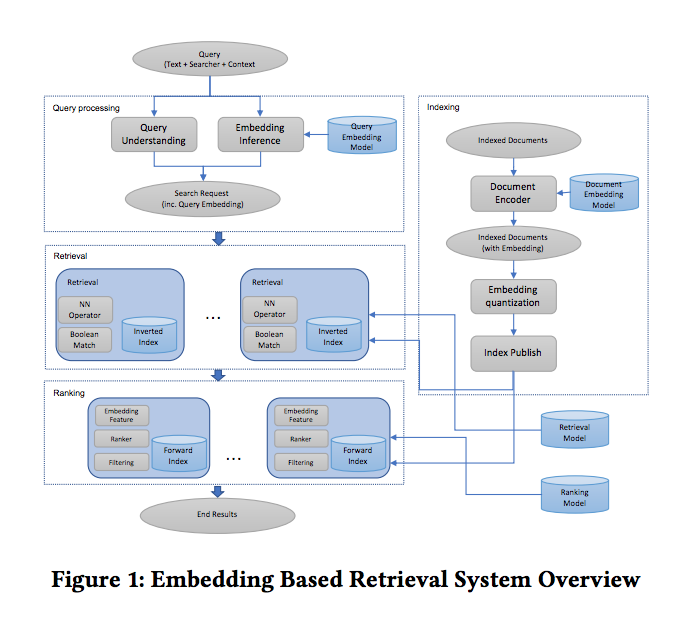 Query
(Text + Searcher + Context
Query processing
Query
Understanding
Embedding
Inference
Query
Embedding
Model
Search Request
(inc. Query Embedding)
Indexing
Indexed Documents
Document
Encoder
Document
Embedding
Model
Indexed Documents
(with Embedding)
Embedding
quantization
Index Publish
Retrieval
Retrieval
NN
Operator
Boolean
Match
Inverted
Index
...
Retrieval
NN
Operator
Boolean
Match
Inverted
Index
Ranking
Embedding
Feature
Ranker
Filtering
Forward
Index
...
Embedding
Feature
Ranker
Filtering
Forward
Index
Retrieval
Model
Ranking
Model
End Results
Figure 1: Embedding Based Retrieval System Overview